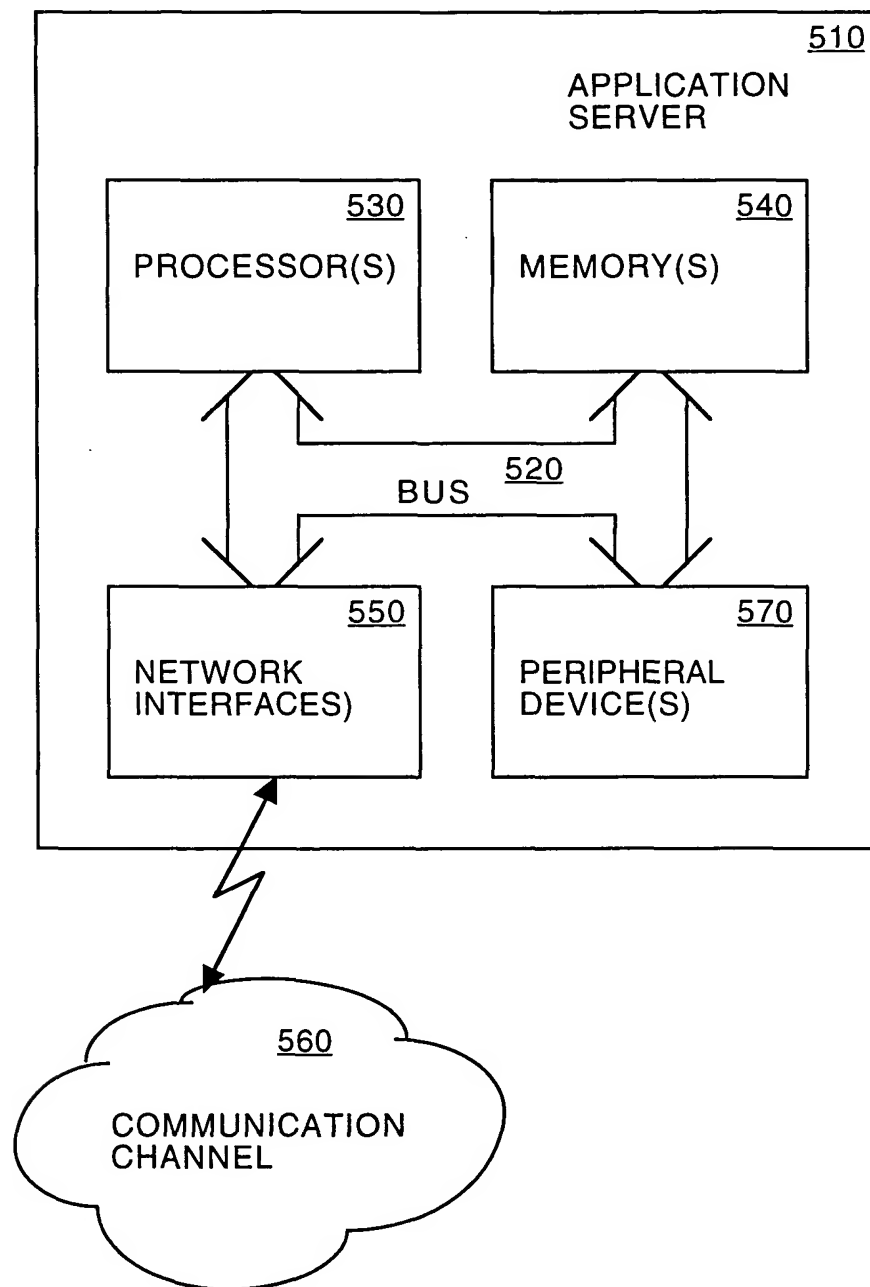 510
APPLICATION
SERVER
530
PROCESSOR(S)
540
MEMORY(S)
520
BUS
550
NETWORK
INTERFACES)
570
PERIPHERAL
DEVICE(S)
560
COMMUNICATION
CHANNEL